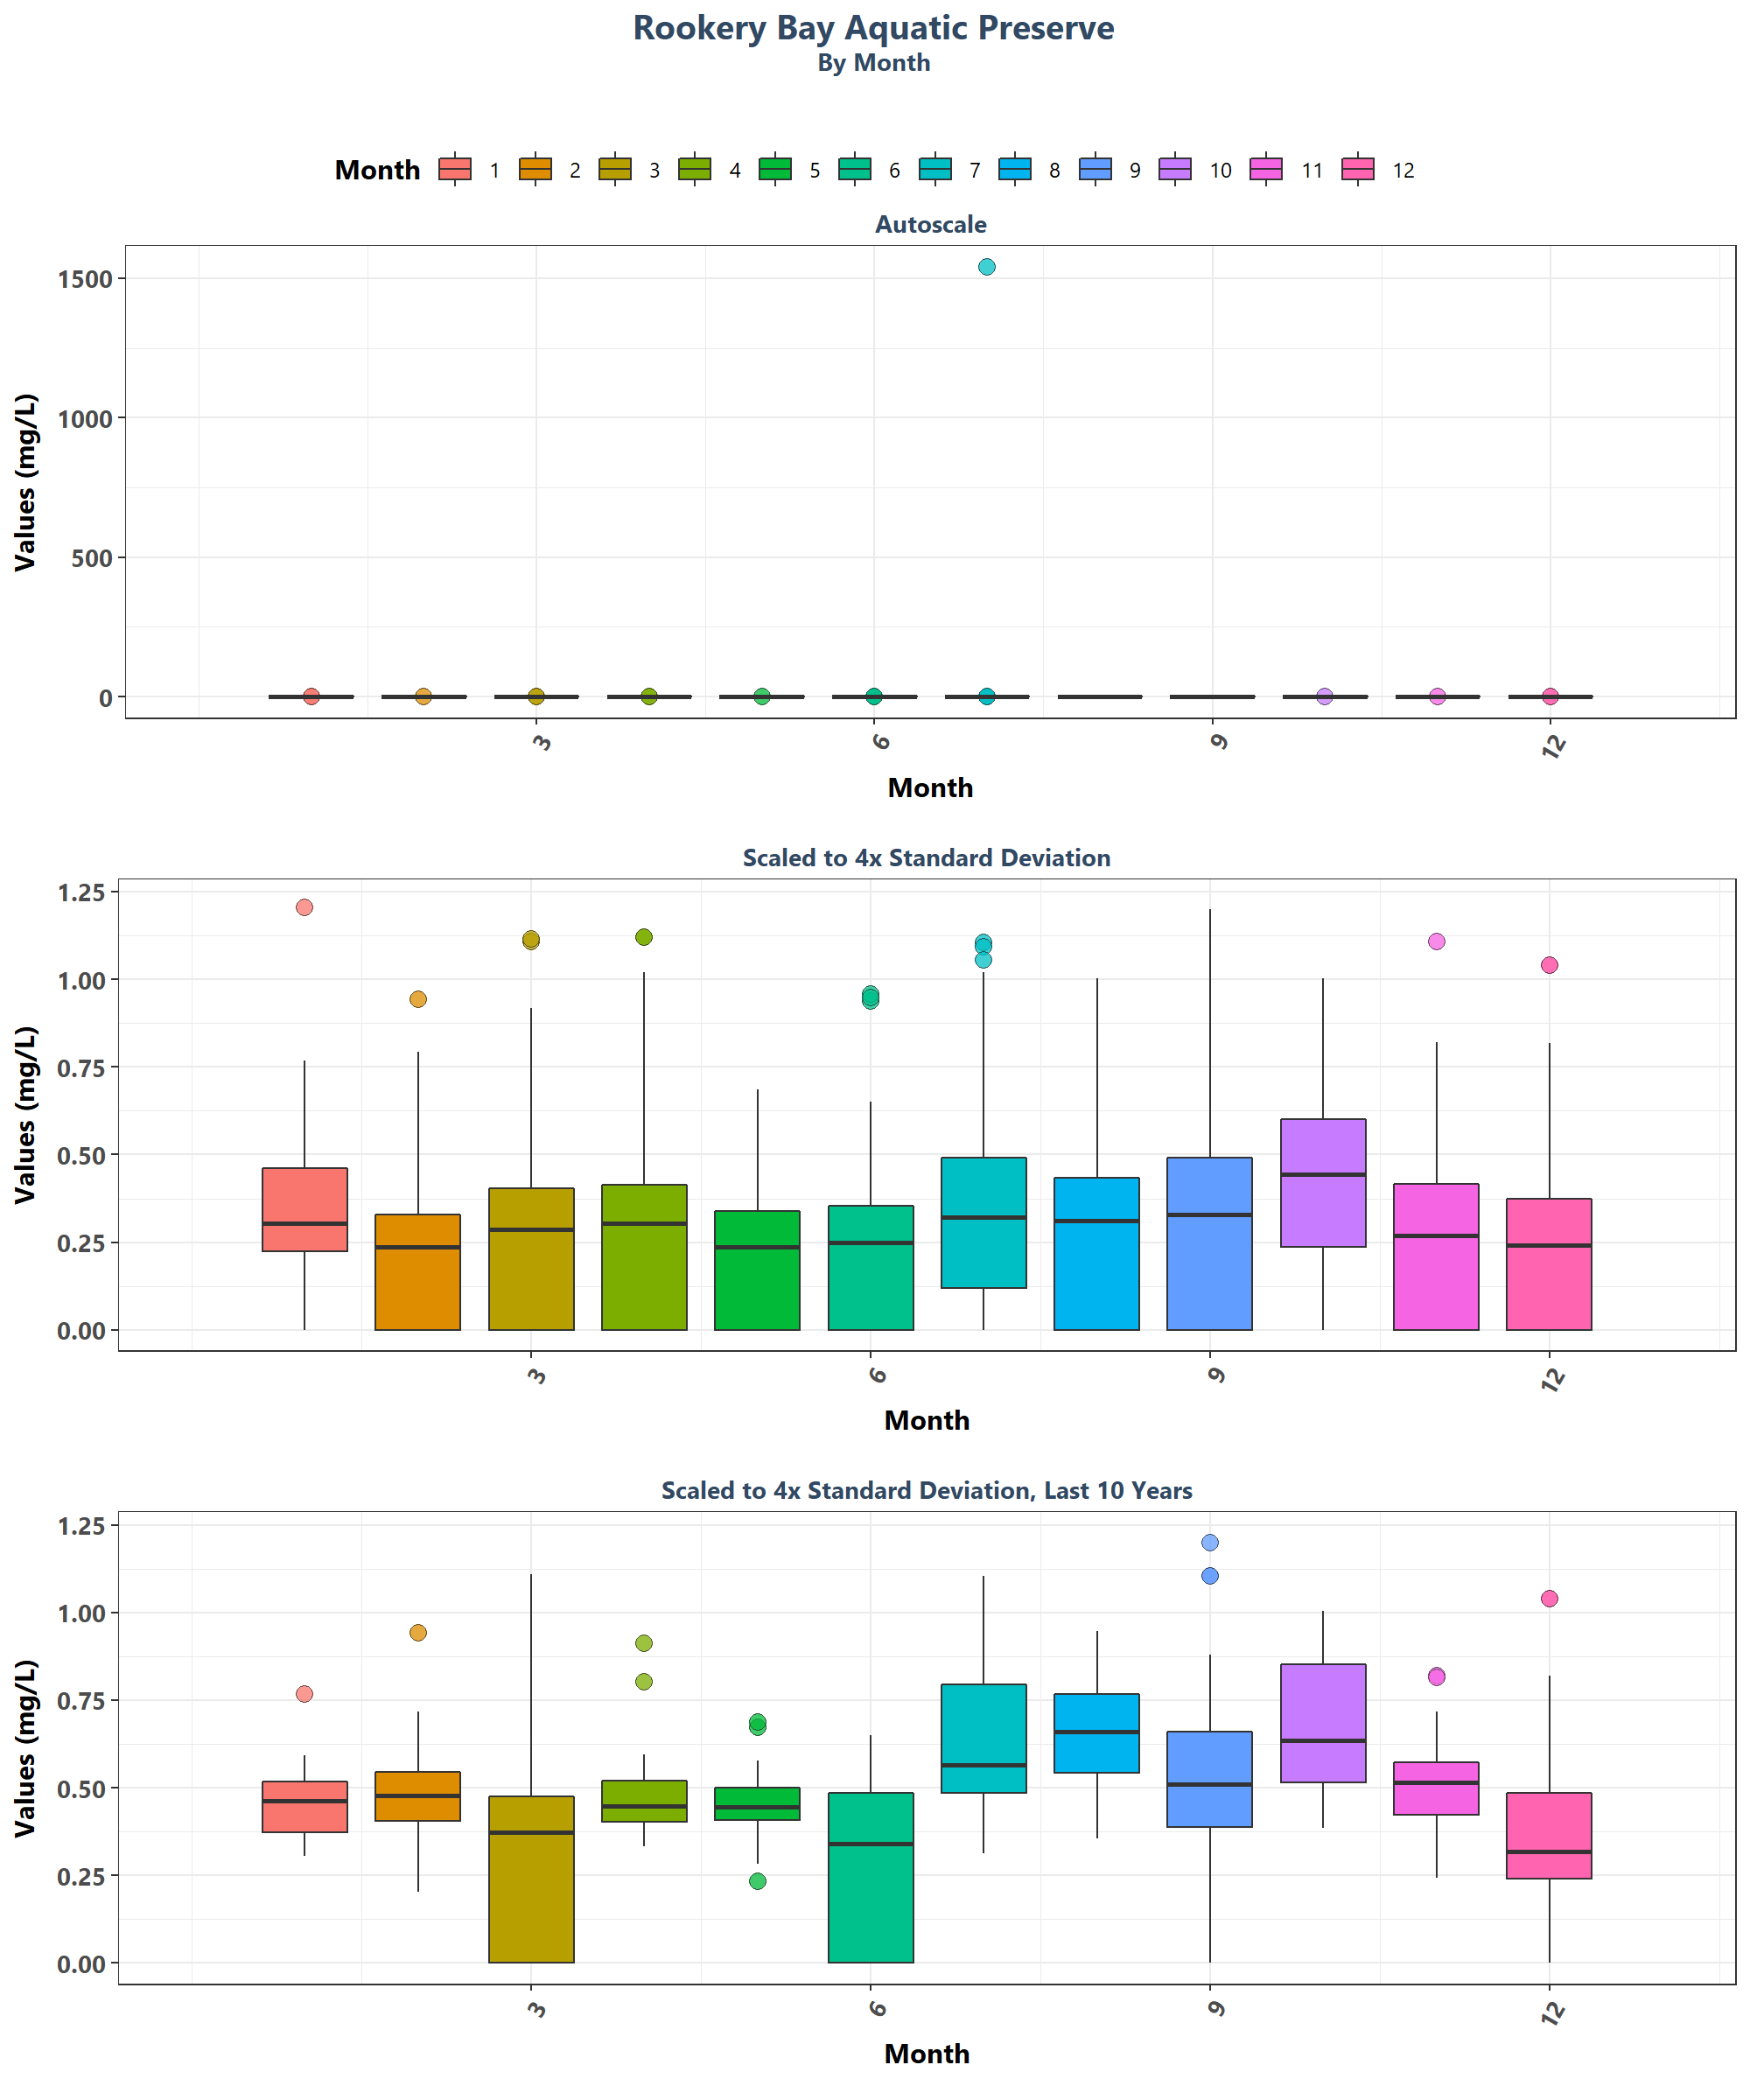 Rookery Bay Aquatic Preserve
By Month
Month 1 2 3 4 5 6 7 8 9 10 11 12
Autoscale
Values (mg/L)
1500
1000
500
0
3 6 9 12
Month
Scaled to 4x Standard Deviation
Values (mg/L)
1.25
1.00
0.75
0.50
0.25
0.00
3 6 9 12
Month
Scaled to 4x Standard Deviation, Last 10 Years
Values (mg/L)
1.25
1.00
0.75
0.50
0.25
0.00
3 6 9 12
Month